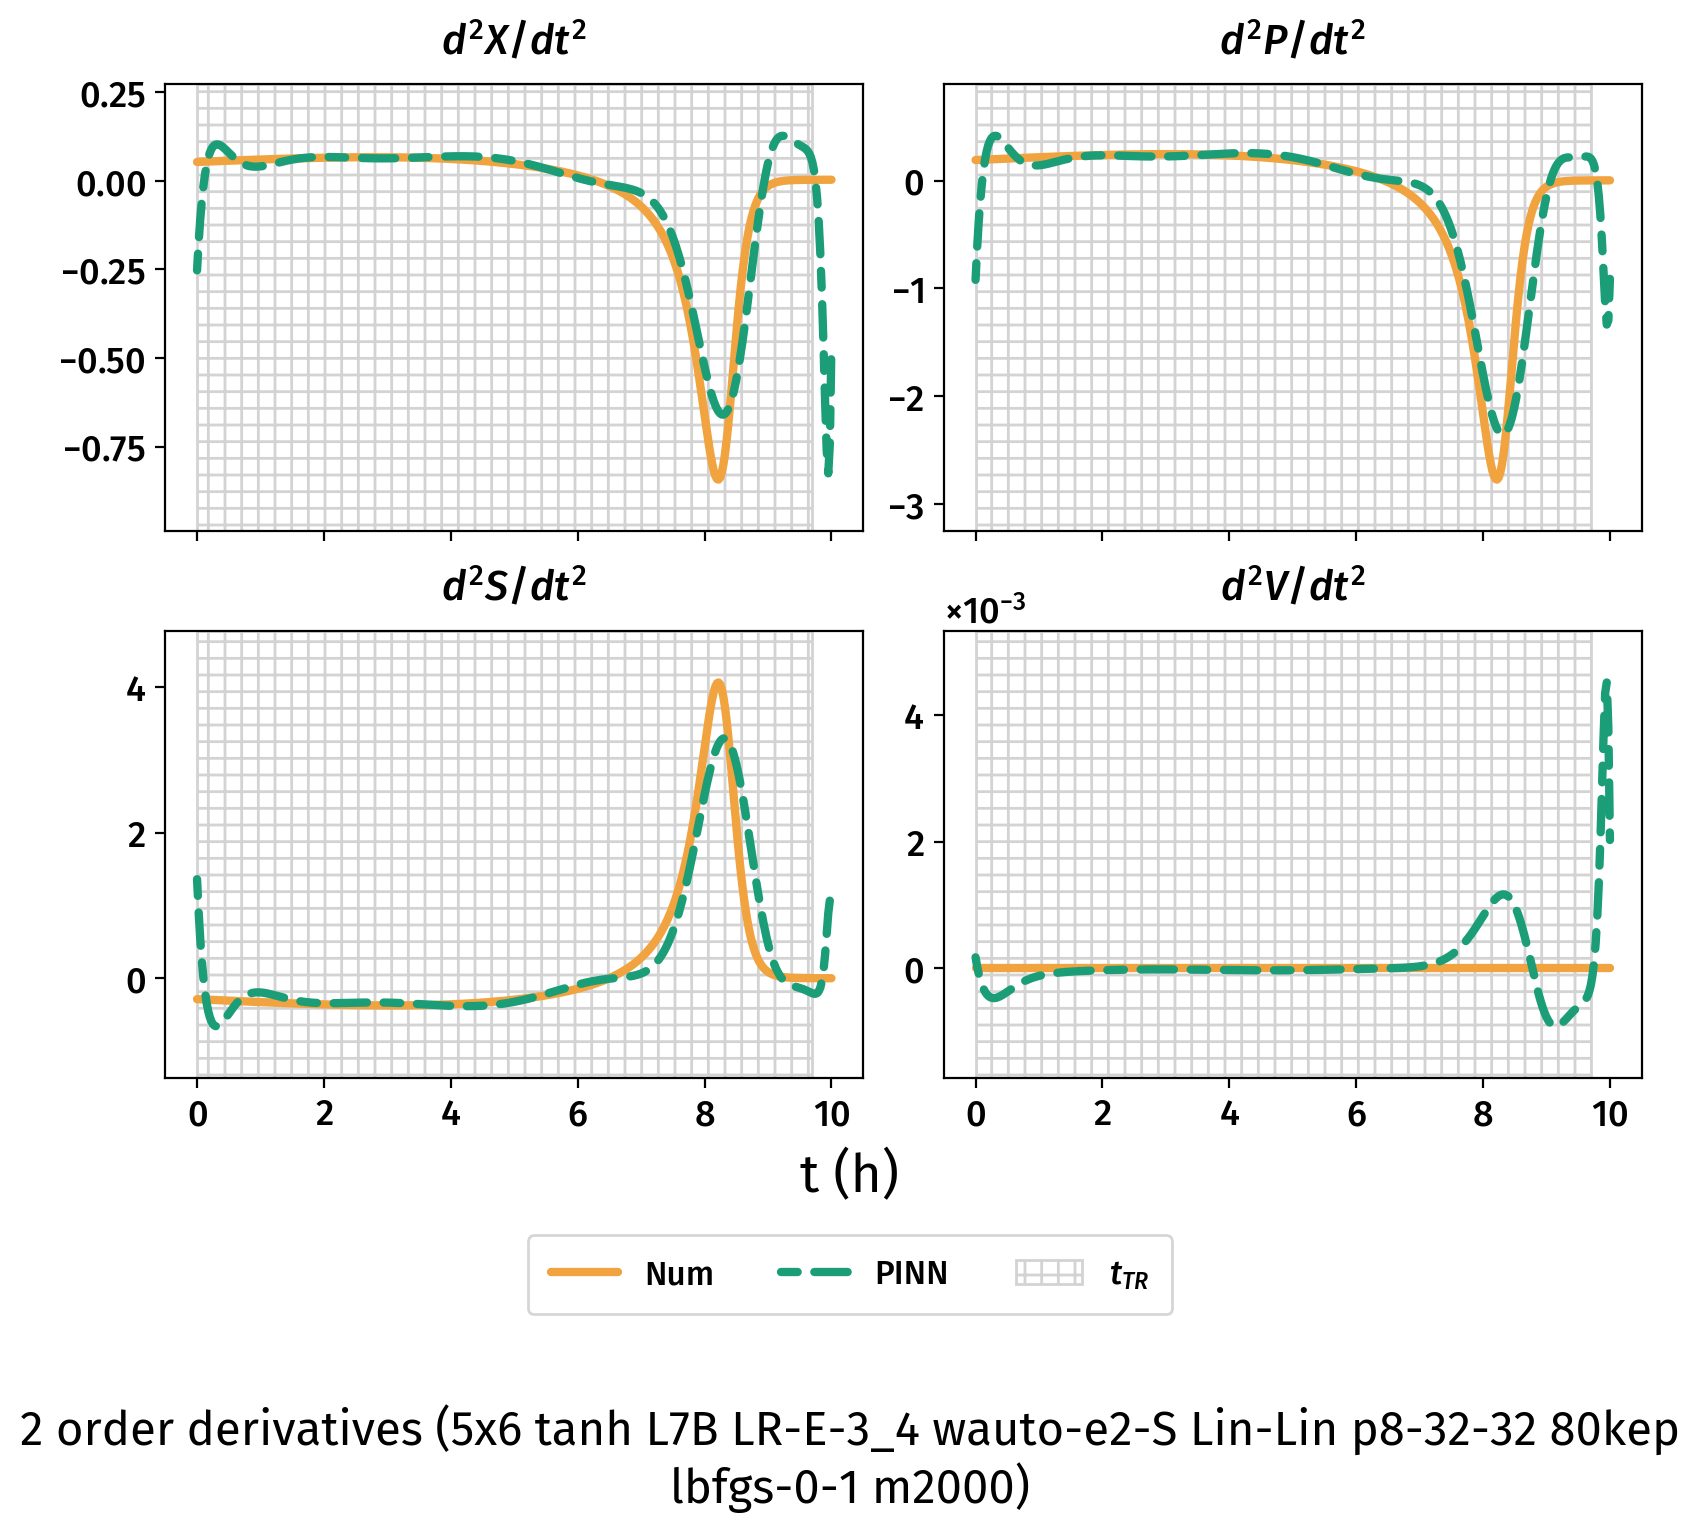 d²X/dt²
d²P/dt²
0.25
0.00
−0.25
−0.50
−0.75
0
−1
−2
−3
d²S/dt²
d²V/dt²
×10⁻³
4
2
0
4
2
0
0 2 4 6 8 10
0 2 4 6 8 10
t (h)
Num PINN t_TR
2 order derivatives (5x6 tanh L7B LR-E-3_4 wauto-e2-S Lin-Lin p8-32-32 80kep
lbfgs-0-1 m2000)